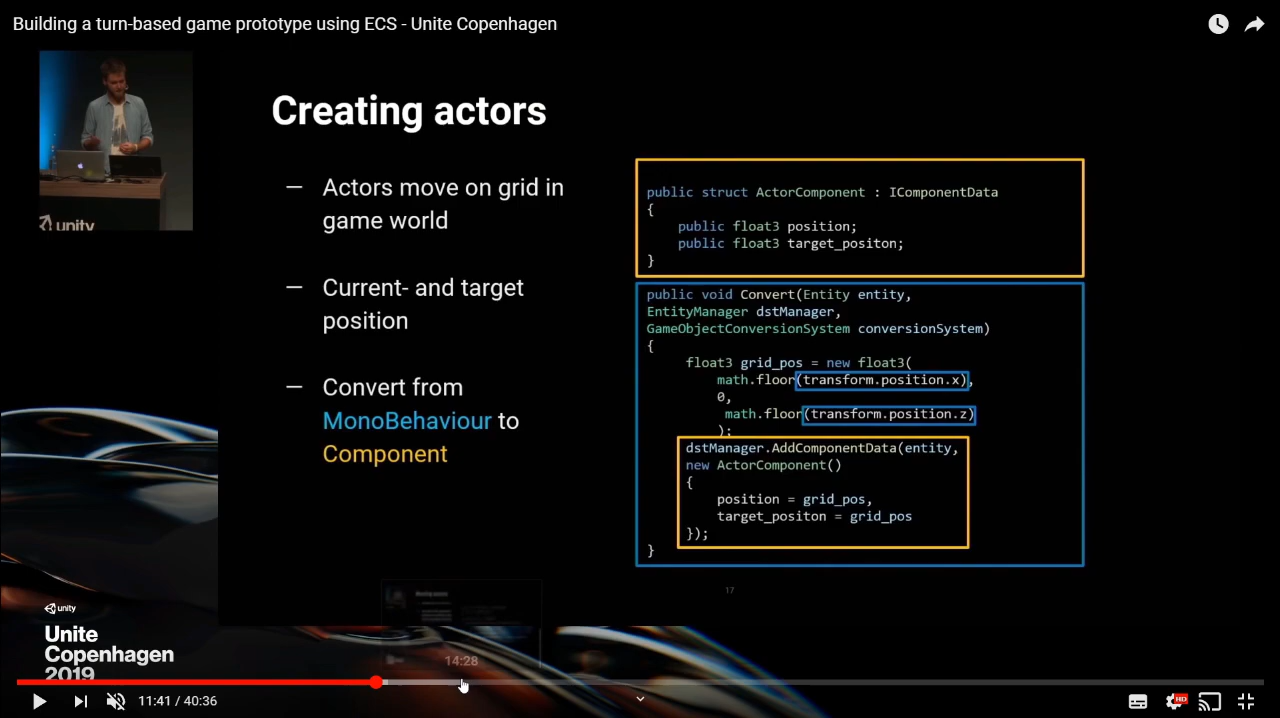 Building a turn-based game prototype using ECS - Unite Copenhagen
unity
Creating actors
— Actors move on grid in
game world
— Current- and target
position
— Convert from
MonoBehaviour to
Component
public struct ActorComponent : IComponentData
{
public float3 position;
public float3 target_positon;
}
public void Convert(Entity entity,
EntityManager dstManager,
GameObjectConversionSystem conversionSystem)
{
float3 grid_pos = new float3(
math.floor(transform.position.x),
0,
math.floor(transform.position.z)
);
dstManager.AddComponentData(entity,
new ActorComponent()
{
position = grid_pos,
target_positon = grid_pos
});
}
17
unity
Unite
Copenhagen
2019
14:28
11:41 / 40:36
HD